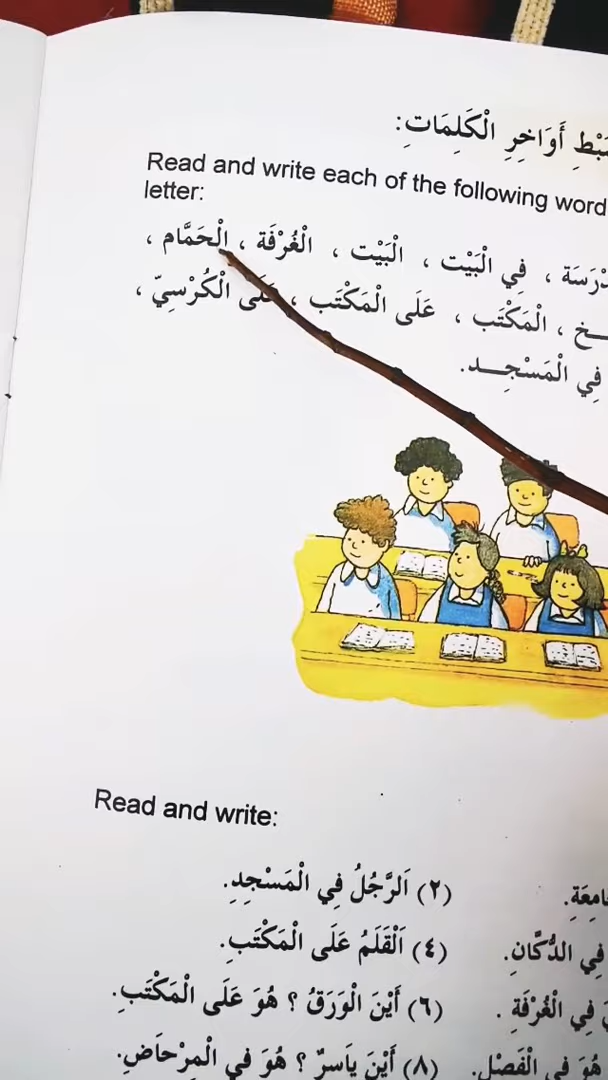 أَوَاخِرِ الْكَلِمَاتِ:
Read and write each of the following word
letter:
، فِي الْبَيْت ، الْبَيْت ، الْغُرْفَة ، الْحَمَّام ،
، الْمَكْتَب ، عَلَى الْمَكْتَب ، عَلَى الْكُرْسِيّ ،
فِي الْمَسْجِـــد.
Read and write:
(٢) اَلرَّجُلُ فِي الْمَسْجِدِ.
فِي الدُّكَّانِ. (٤) اَلْقَلَمُ عَلَى الْمَكْتَبِ.
فِي الْغُرْفَةِ . (٦) أَيْنَ الْوَرَقُ ؟ هُوَ عَلَى الْمَكْتَبِ.
هُوَ فِي الْفَصْلِ. (٨) أَيْنَ يَاسِرٌ ؟ هُوَ فِي الْمِرْحَاضِ.